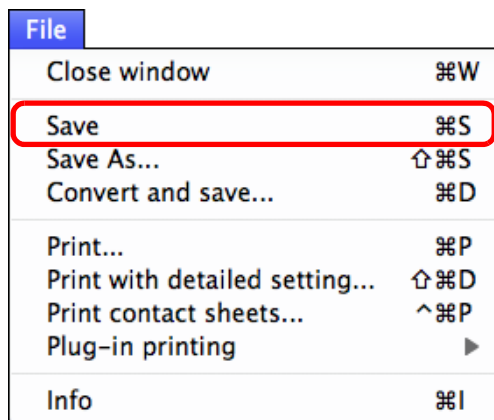 File
Close window ⌘W
Save ⌘S
Save As... ⇧⌘S
Convert and save... ⌘D
Print... ⌘P
Print with detailed setting... ⇧⌘D
Print contact sheets... ^⌘P
Plug-in printing ▶
Info ⌘I